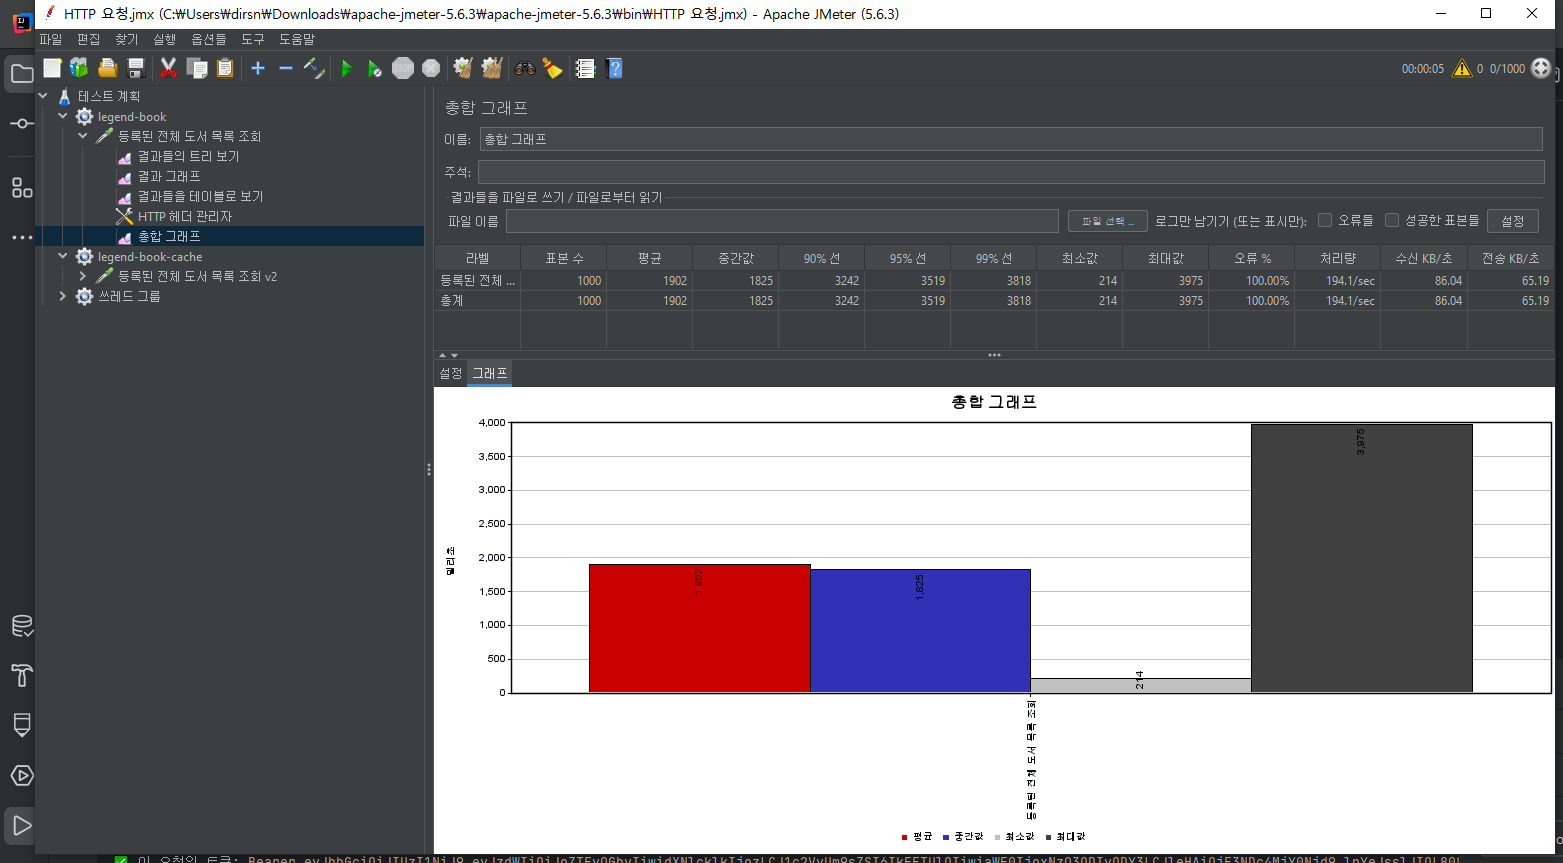 HTTP 요청.jmx (C:₩Users₩dirsn₩Downloads₩apache-jmeter-5.6.3₩apache-jmeter-5.6.3₩bin₩HTTP 요청.jmx) - Apache JMeter (5.6.3)
파일 편집 찾기 실행 옵션들 도구 도움말
00:00:05 0 0/1000
테스트 계획
legend-book
등록된 전체 도서 목록 조회
결과들의 트리 보기
결과 그래프
결과들을 테이블로 보기
HTTP 헤더 관리자
총합 그래프
legend-book-cache
등록된 전체 도서 목록 조회 v2
쓰레드 그룹
총합 그래프
이름: 총합 그래프
주석:
결과들을 파일로 쓰기 / 파일로부터 읽기
파일 이름 파일 선택 ... 로그만 남기기 (또는 표시만): 오류들 성공한 표본들 설정
라벨 표본 수 평균 중간값 90% 선 95% 선 99% 선 최소값 최대값 오류 % 처리량 수신 KB/초 전송 KB/초
등록된 전체 ... 1000 1902 1825 3242 3519 3818 214 3975 100.00% 194.1/sec 86.04 65.19
총계 1000 1902 1825 3242 3519 3818 214 3975 100.00% 194.1/sec 86.04 65.19
설정 그래프
총합 그래프
4,000
3,500
3,000
2,500
2,000
1,500
1,000
500
0
밀리초
1,902
1,825
214
3,975
등록된 전체 도서 목록 조회
평균 중간값 최소값 최대값